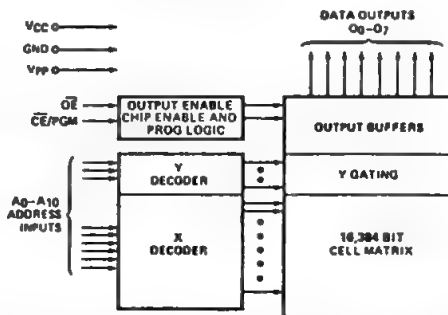 DATA OUTPUTS
O0-O7
VCC
GND
VPP
OE
CE/PGM
OUTPUT ENABLE
CHIP ENABLE AND
PROG LOGIC
OUTPUT BUFFERS
A0-A10
ADDRESS
INPUTS
Y
DECODER
Y GATING
X
DECODER
16,384 BIT
CELL MATRIX